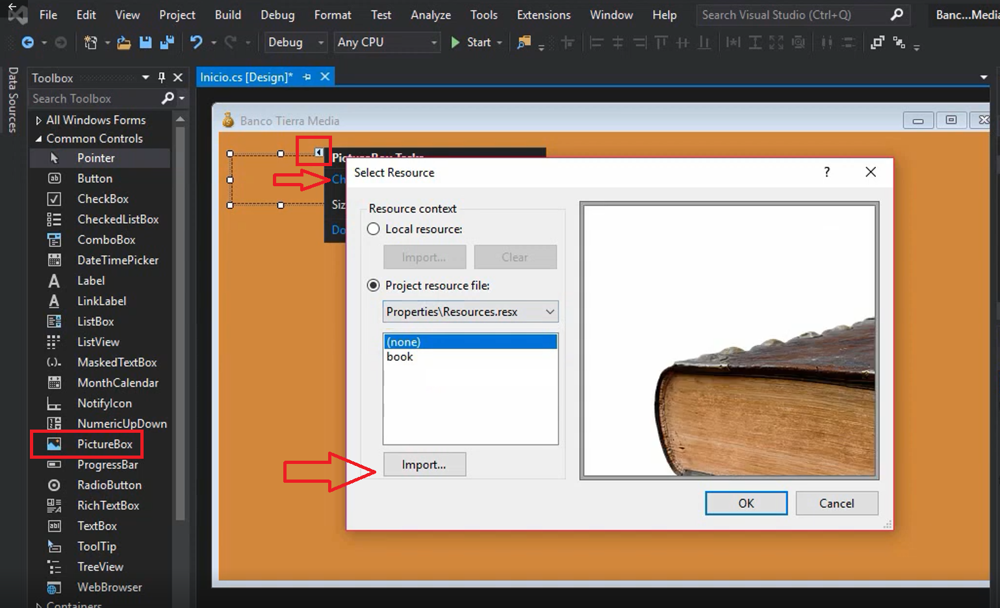 File Edit View Project Build Debug Format Test Analyze Tools Extensions Window Help Search Visual Studio (Ctrl+Q) Banc...Media
Debug Any CPU Start
Data Sources
Toolbox
Search Toolbox
All Windows Forms
Common Controls
Pointer
Button
CheckBox
CheckedListBox
ComboBox
DateTimePicker
Label
LinkLabel
ListBox
ListView
MaskedTextBox
MonthCalendar
NotifyIcon
NumericUpDown
PictureBox
ProgressBar
RadioButton
RichTextBox
TextBox
ToolTip
TreeView
WebBrowser
Containers
Inicio.cs [Design]*
Banco Tierra Media
PictureBox Tasks
Ch
Siz
Do
Select Resource
?
Resource context
Local resource:
Import... Clear
Project resource file:
Properties\Resources.resx
(none)
book
Import...
OK Cancel